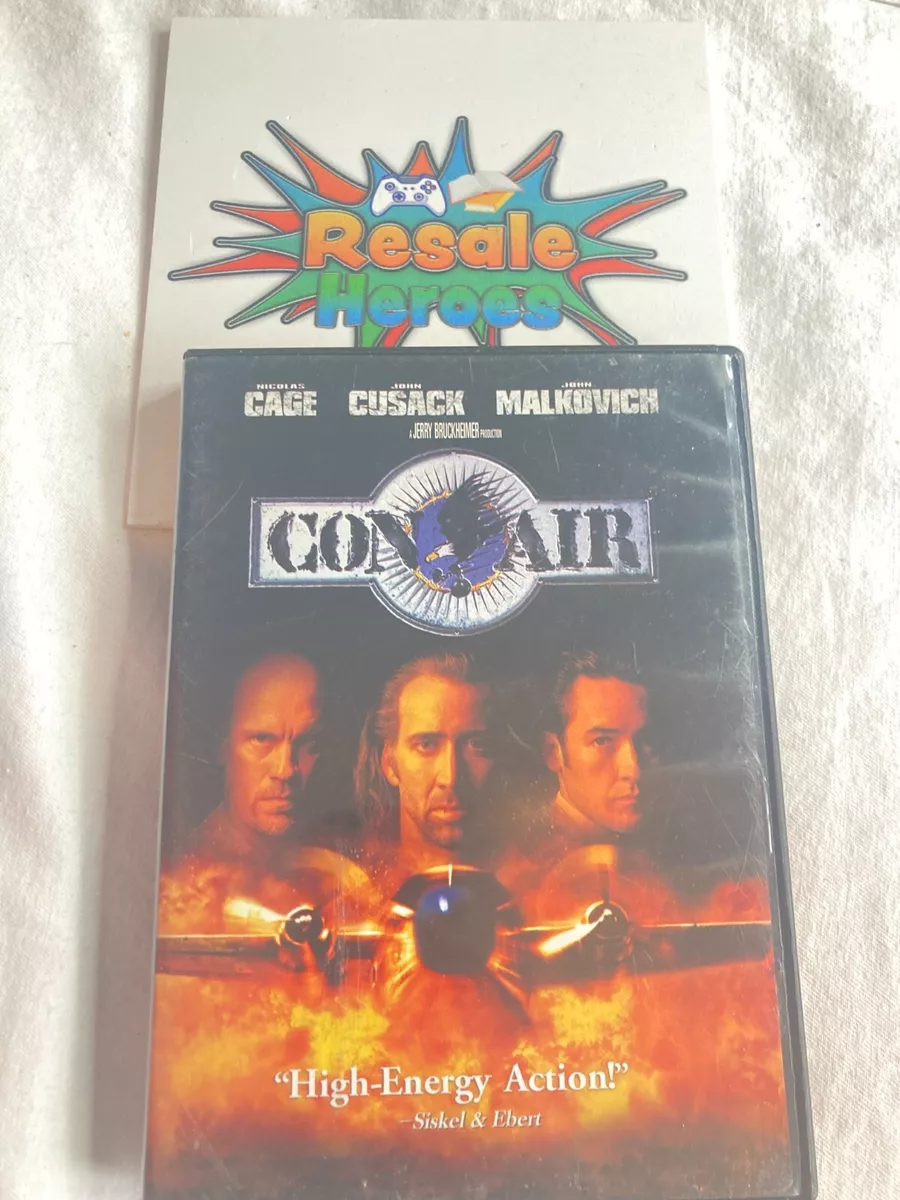 Resale
Heroes
NICOLAS CAGE JOHN CUSACK JOHN MALKOVICH
A JERRY BRUCKHEIMER PRODUCTION
CON AIR
"High-Energy Action!"
–Siskel & Ebert